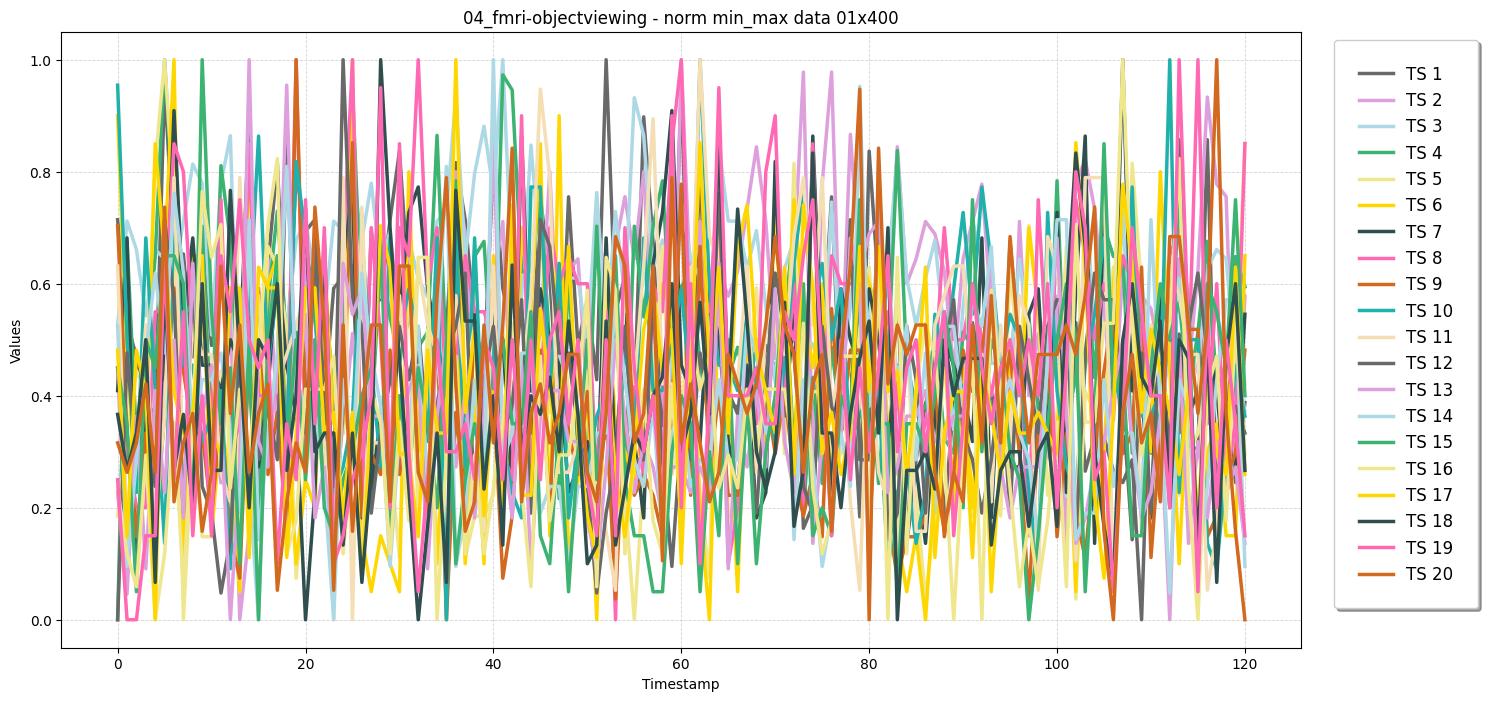 04_fmri-objectviewing - norm min_max data 01x400
Values
1.0
0.8
0.6
0.4
0.2
0.0
0
20
40
60
80
100
120
Timestamp
TS 1
TS 2
TS 3
TS 4
TS 5
TS 6
TS 7
TS 8
TS 9
TS 10
TS 11
TS 12
TS 13
TS 14
TS 15
TS 16
TS 17
TS 18
TS 19
TS 20